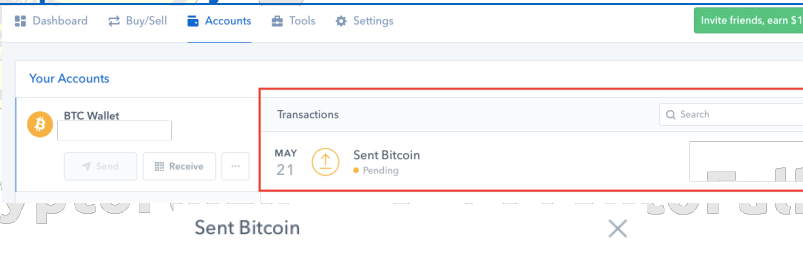 Dashboard Buy/Sell Accounts Tools Settings Invite friends, earn $1
Your Accounts
BTC Wallet
Transactions Search
Send Receive ...
MAY
21
Sent Bitcoin
Pending
Sent Bitcoin